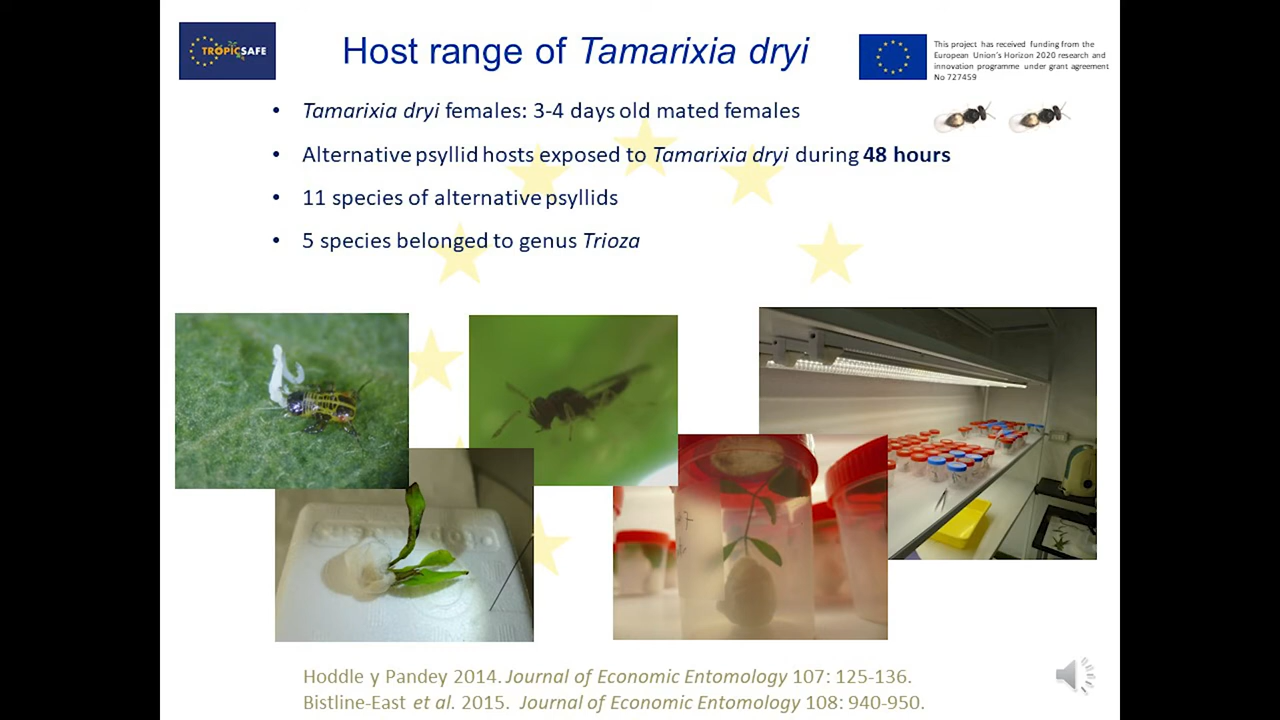 TROPICSAFE
Host range of Tamarixia dryi
This project has received funding from the
European Union's Horizon 2020 research and
innovation programme under grant agreement
No 727459
• Tamarixia dryi females: 3-4 days old mated females
• Alternative psyllid hosts exposed to Tamarixia dryi during 48 hours
• 11 species of alternative psyllids
• 5 species belonged to genus Trioza
Hoddle y Pandey 2014. Journal of Economic Entomology 107: 125-136.
Bistline-East et al. 2015. Journal of Economic Entomology 108: 940-950.